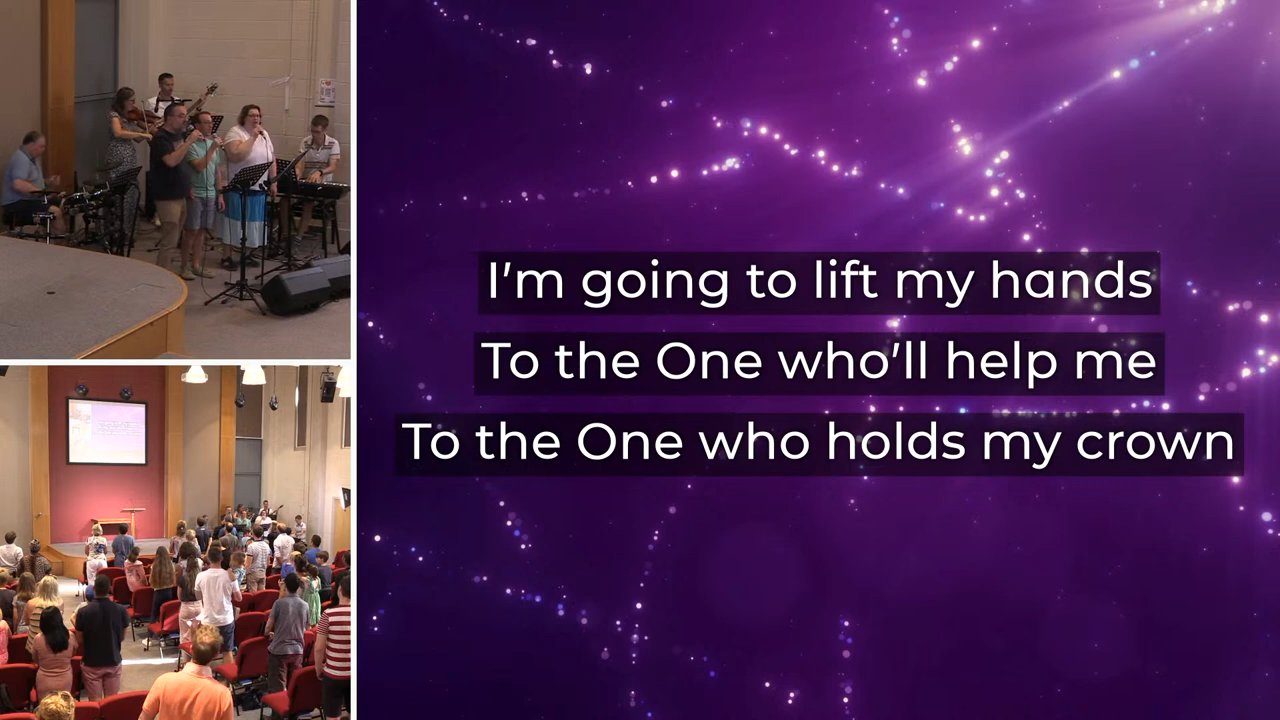 I’m going to lift my hands
To the One who’ll help me
To the One who holds my crown